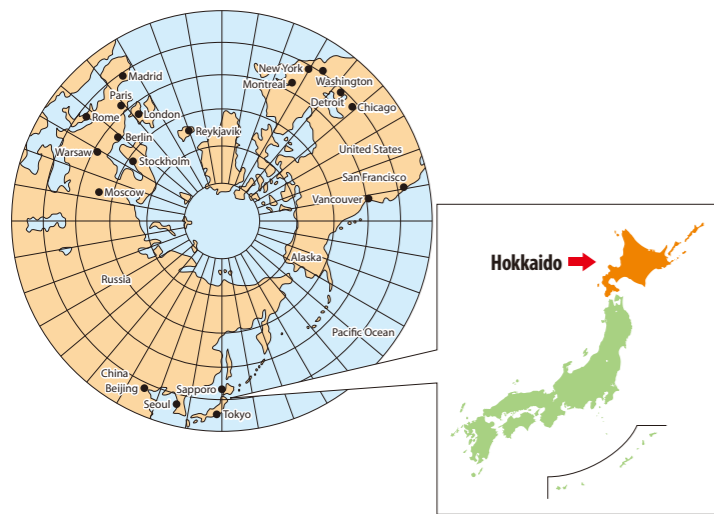 Madrid
New York
Washington
Montreal
Paris
Detroit
Chicago
London
Rome
Reykjavik
Berlin
United States
Warsaw
Stockholm
San Francisco
Moscow
Vancouver
Alaska
Hokkaido
Russia
Pacific Ocean
China
Beijing
Sapporo
Seoul
Tokyo